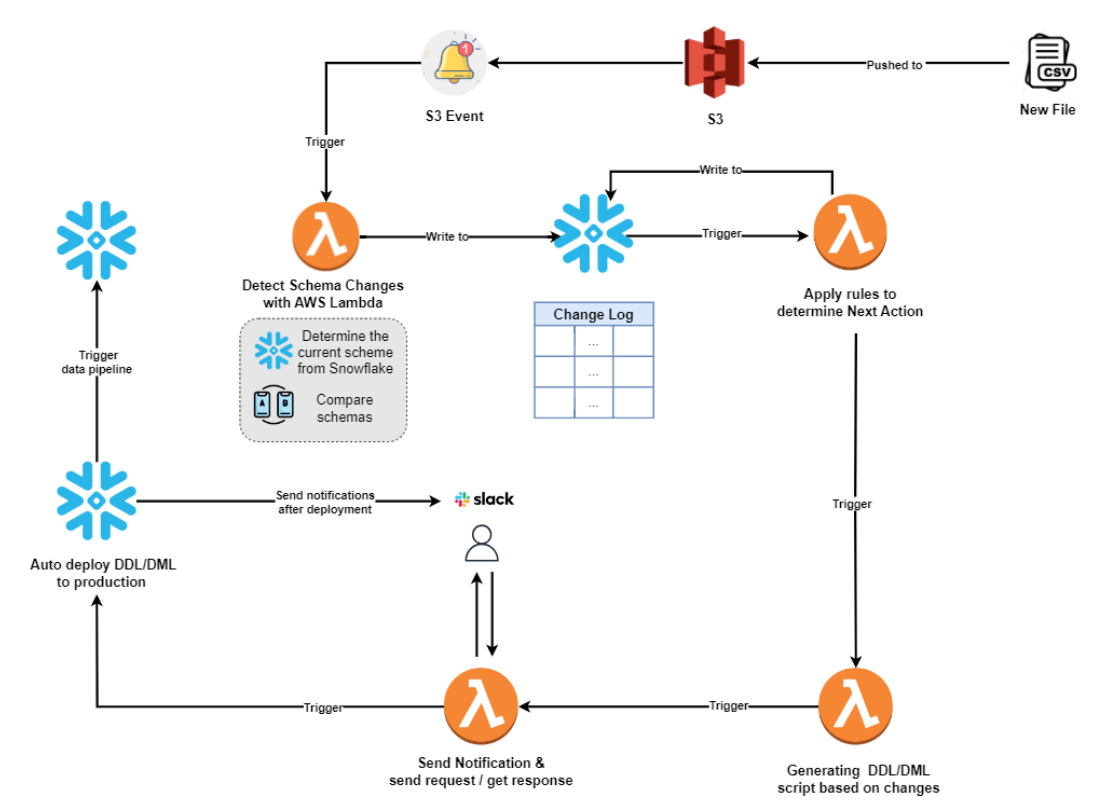 CSV
1
Pushed to
S3 Event
S3
New File
Trigger
Write to
Write to
Trigger
Detect Schema Changes
with AWS Lambda
Apply rules to
determine Next Action
Change Log
...
...
...
Determine the
current scheme
from Snowflake
A B
Compare
schemas
Trigger
data pipeline
Send notifications
after deployment
slack
Trigger
Auto deploy DDL/DML
to production
Trigger
Trigger
Send Notification &
send request / get response
Generating DDL/DML
script based on changes